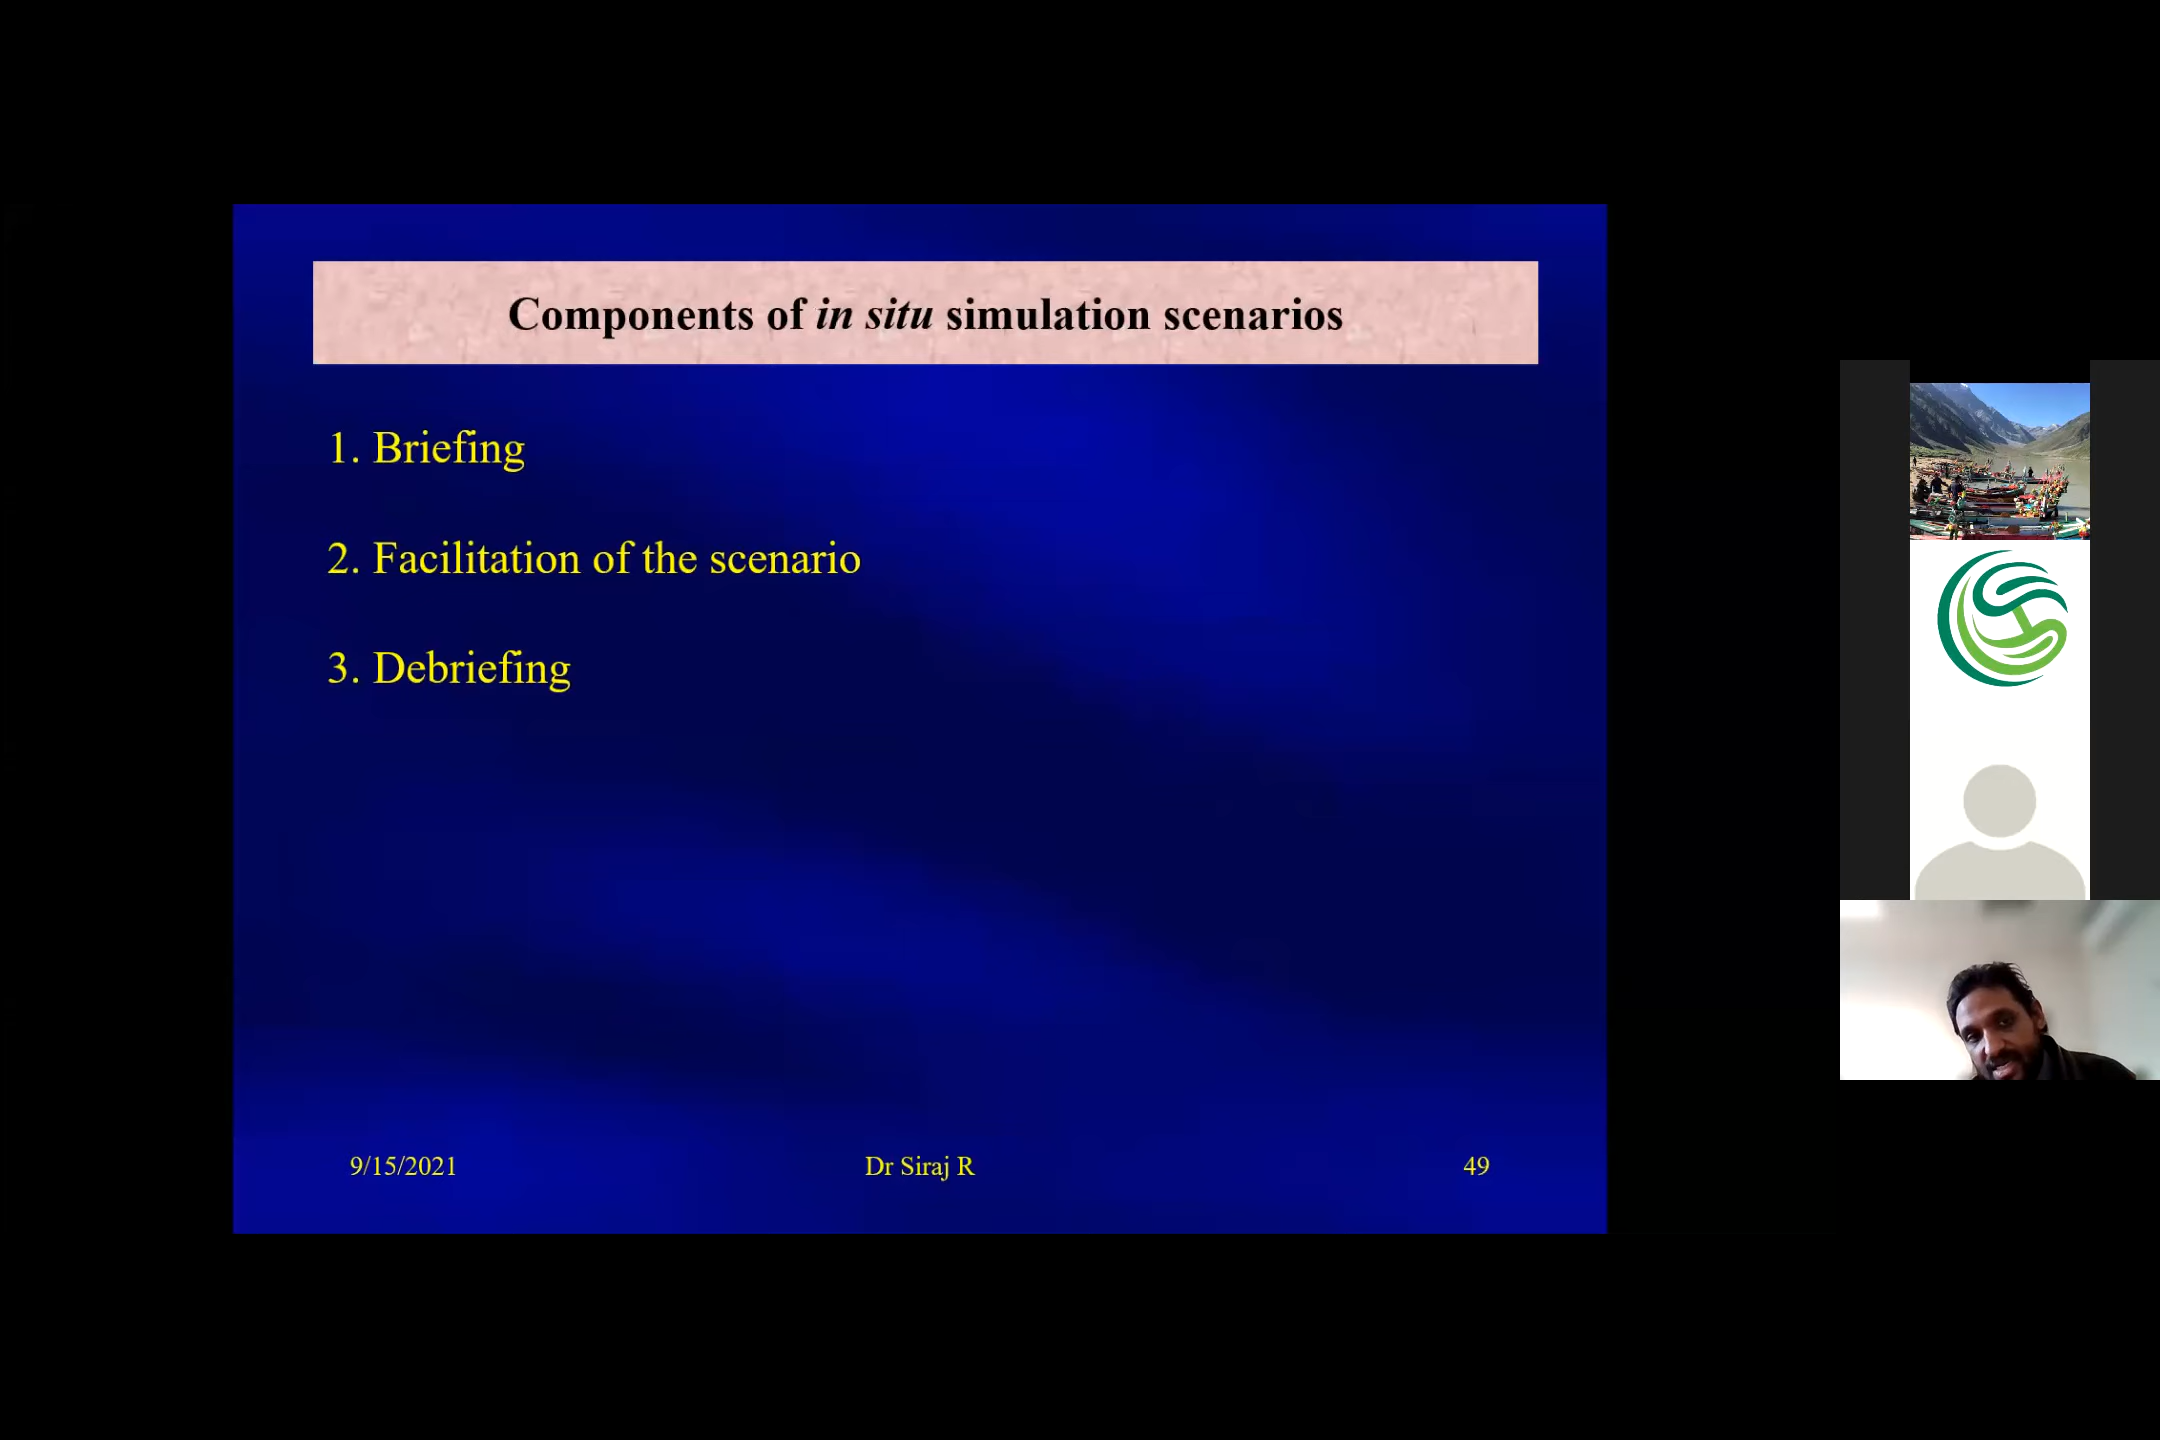 Components of in situ simulation scenarios
1. Briefing
2. Facilitation of the scenario
3. Debriefing
9/15/2021 Dr Siraj R 49